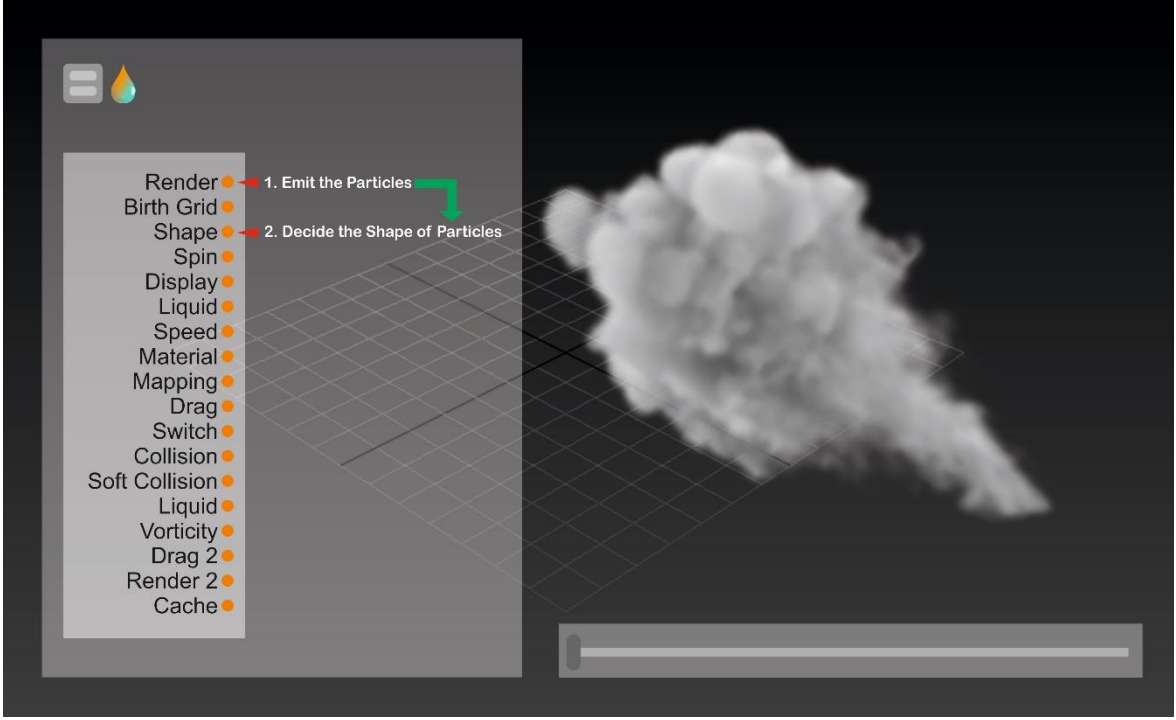 Render
1. Emit the Particles
Birth Grid
Shape
2. Decide the Shape of Particles
Spin
Display
Liquid
Speed
Material
Mapping
Drag
Switch
Collision
Soft Collision
Liquid
Vorticity
Drag 2
Render 2
Cache